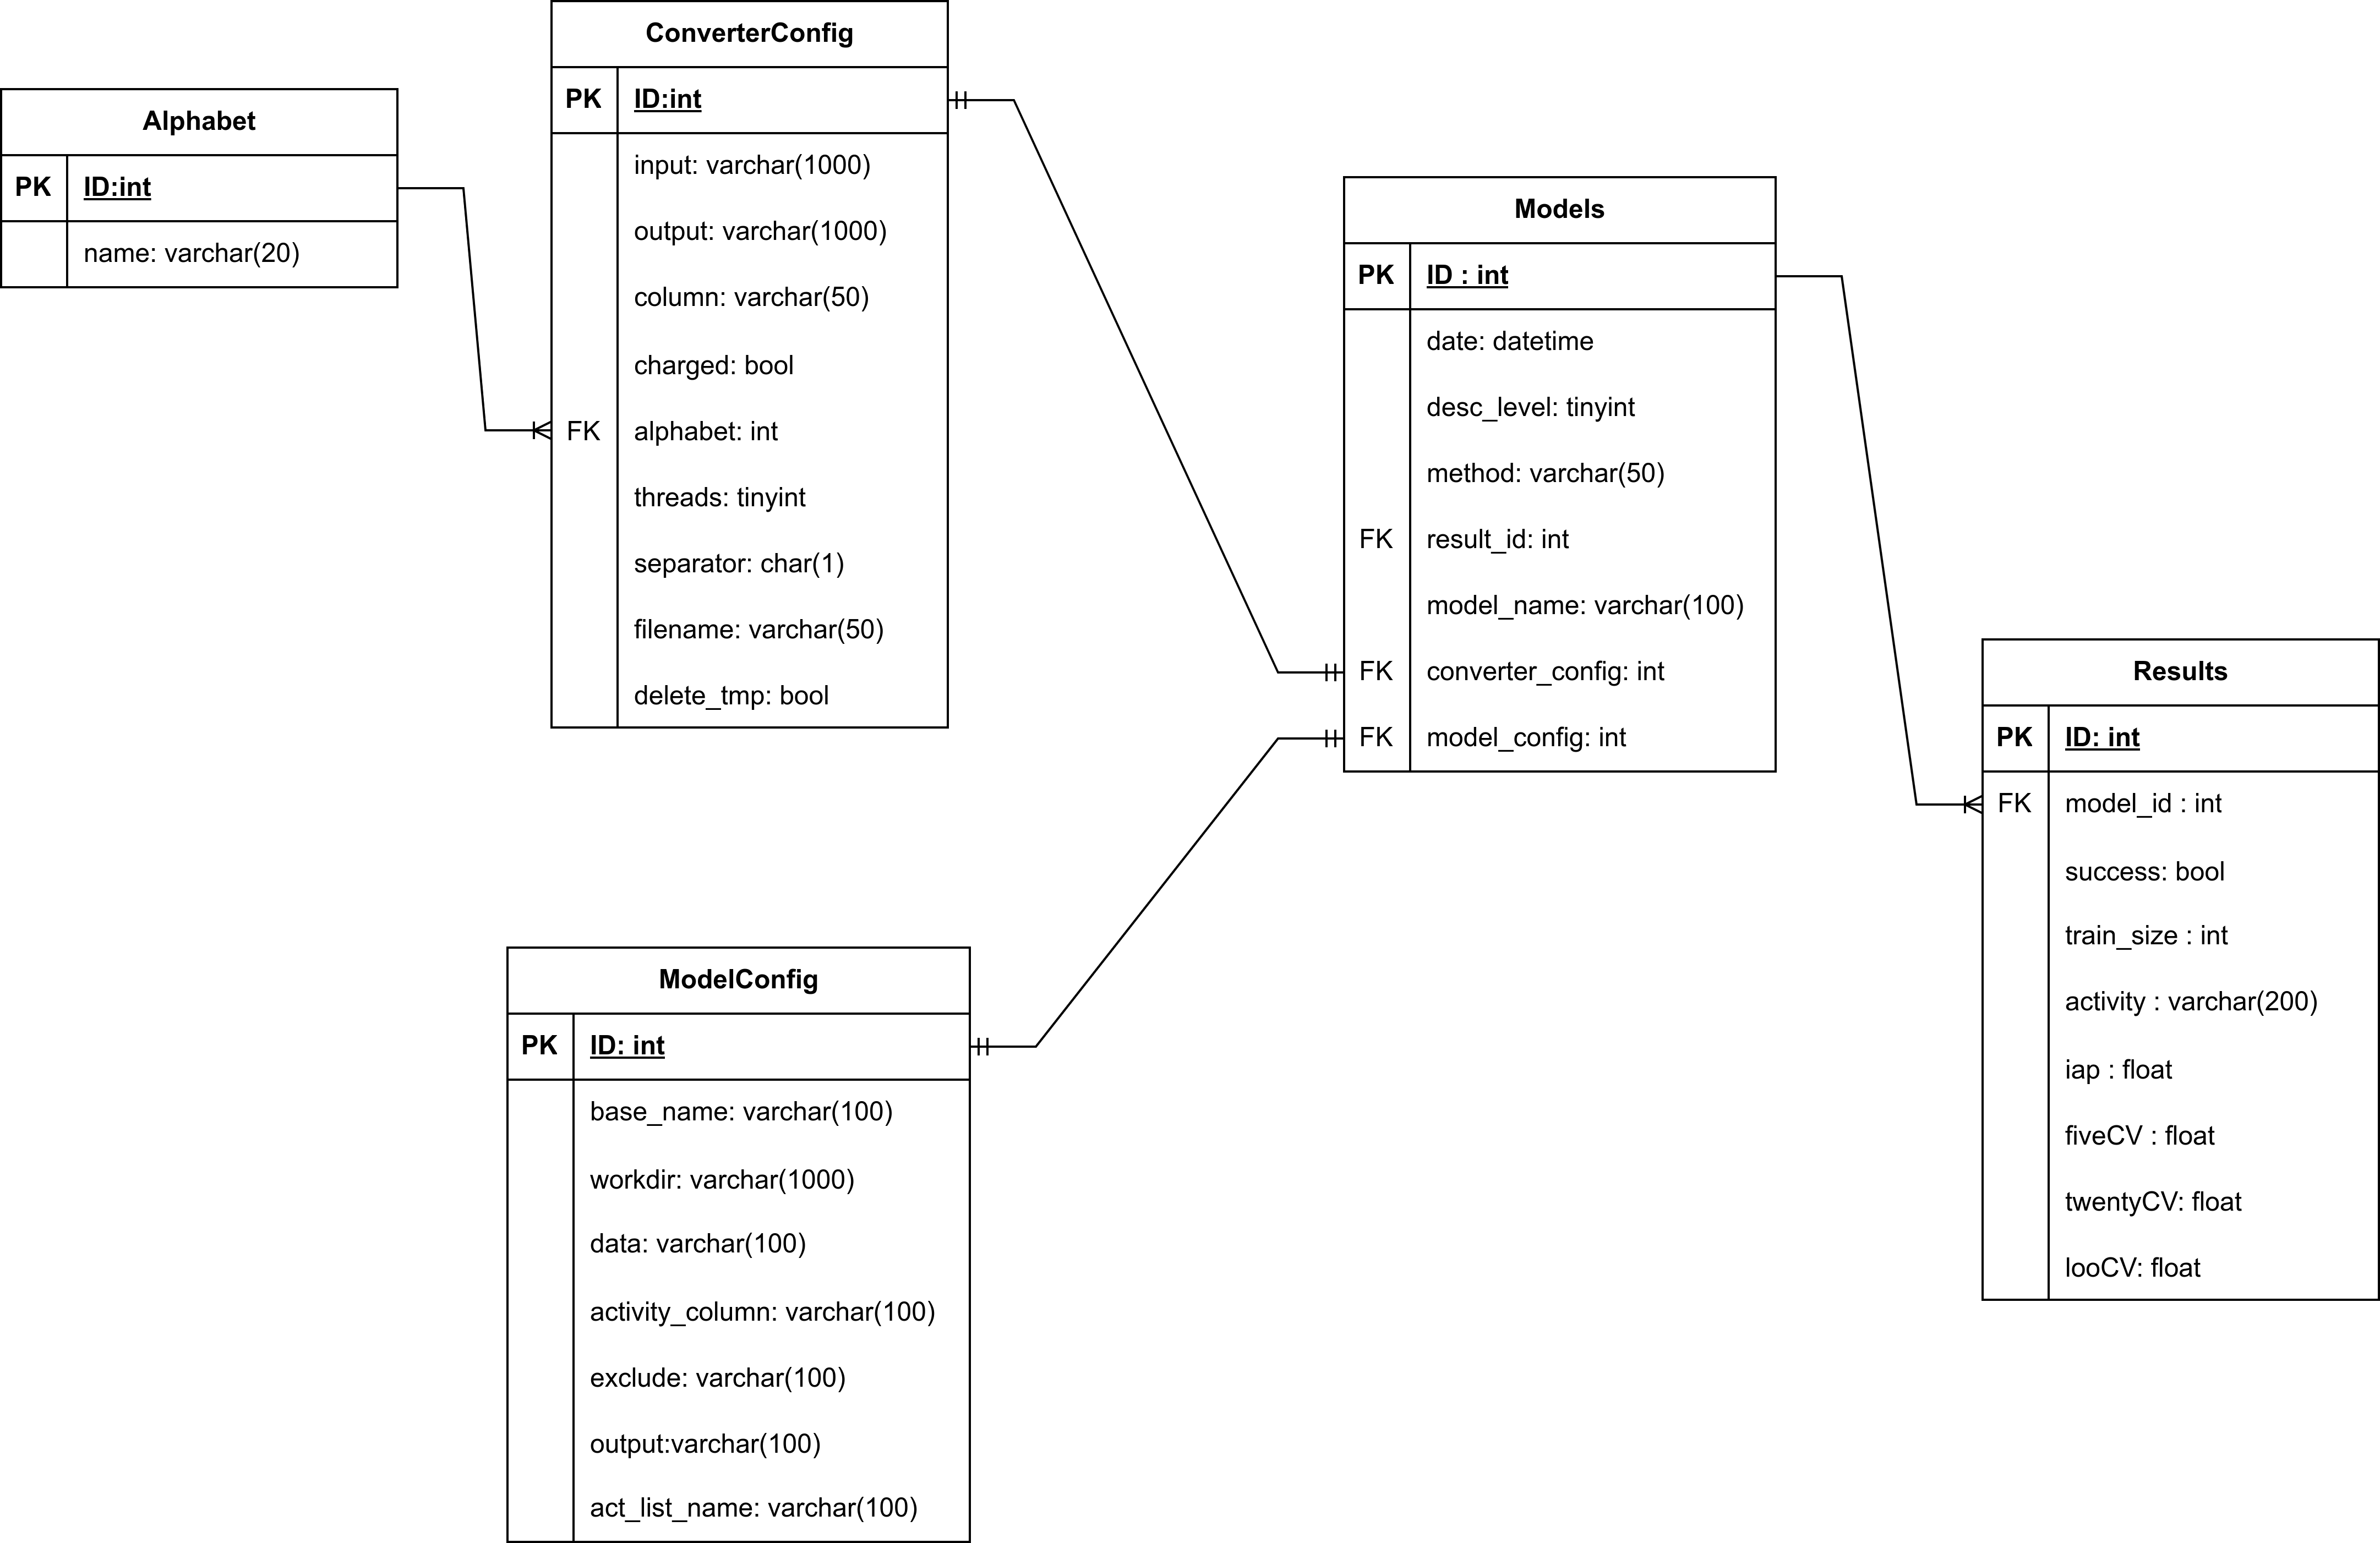 Alphabet
PK ID:int
name: varchar(20)
ConverterConfig
PK ID:int
input: varchar(1000)
output: varchar(1000)
column: varchar(50)
charged: bool
FK alphabet: int
threads: tinyint
separator: char(1)
filename: varchar(50)
delete_tmp: bool
ModelConfig
PK ID: int
base_name: varchar(100)
workdir: varchar(1000)
data: varchar(100)
activity_column: varchar(100)
exclude: varchar(100)
output:varchar(100)
act_list_name: varchar(100)
Models
PK ID : int
date: datetime
desc_level: tinyint
method: varchar(50)
FK result_id: int
model_name: varchar(100)
FK converter_config: int
FK model_config: int
Results
PK ID: int
FK model_id : int
success: bool
train_size : int
activity : varchar(200)
iap : float
fiveCV : float
twentyCV: float
looCV: float